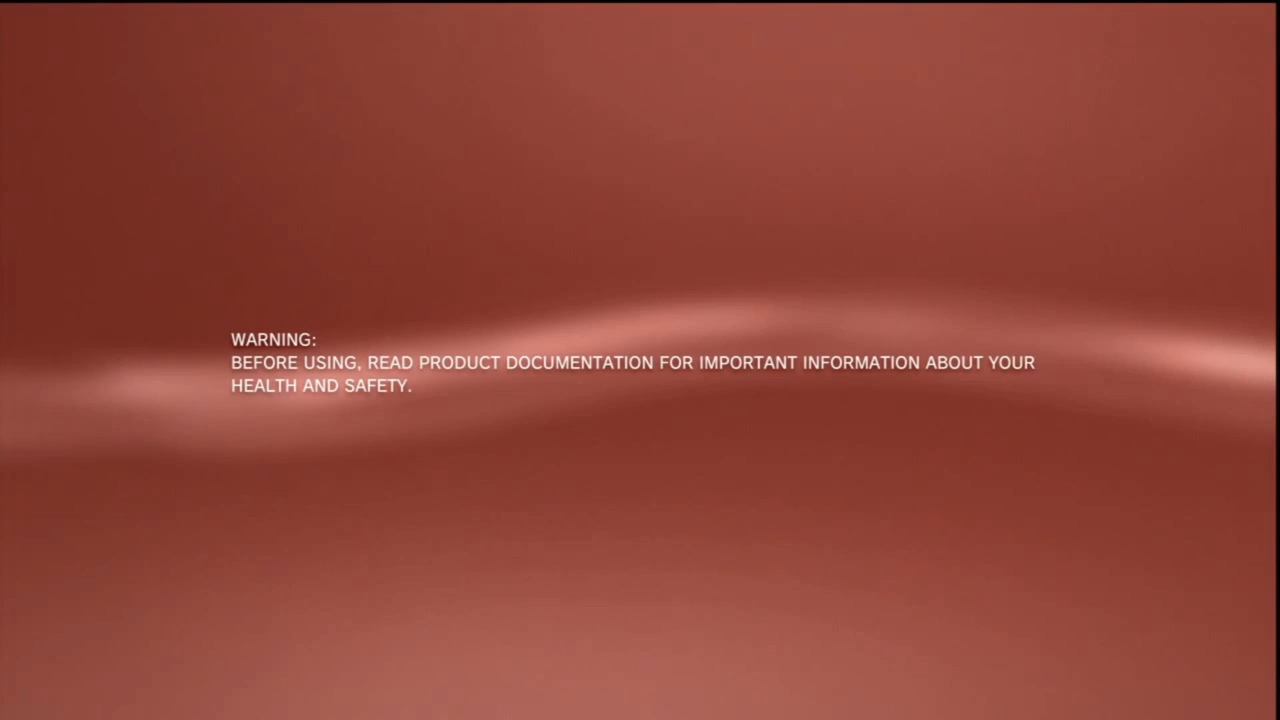 WARNING:
BEFORE USING, READ PRODUCT DOCUMENTATION FOR IMPORTANT INFORMATION ABOUT YOUR
HEALTH AND SAFETY.